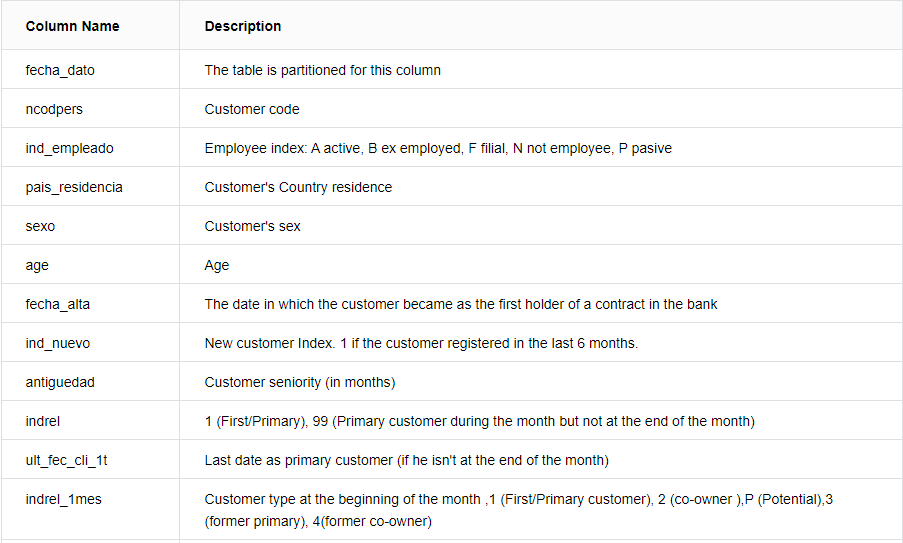 Column Name Description
fecha_dato The table is partitioned for this column
ncodpers Customer code
ind_empleado Employee index: A active, B ex employed, F filial, N not employee, P pasive
pais_residencia Customer's Country residence
sexo Customer's sex
age Age
fecha_alta The date in which the customer became as the first holder of a contract in the bank
ind_nuevo New customer Index. 1 if the customer registered in the last 6 months.
antiguedad Customer seniority (in months)
indrel 1 (First/Primary), 99 (Primary customer during the month but not at the end of the month)
ult_fec_cli_1t Last date as primary customer (if he isn't at the end of the month)
indrel_1mes Customer type at the beginning of the month ,1 (First/Primary customer), 2 (co-owner ),P (Potential),3
(former primary), 4(former co-owner)